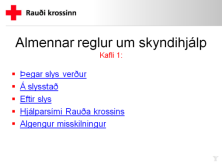 Rauði krossinn
Almennar reglur um skyndihjálp
Kafli 1:
Þegar slys verður
Á slysstað
Eftir slys
Hjálparsími Rauða krossins
Algengur misskilningur